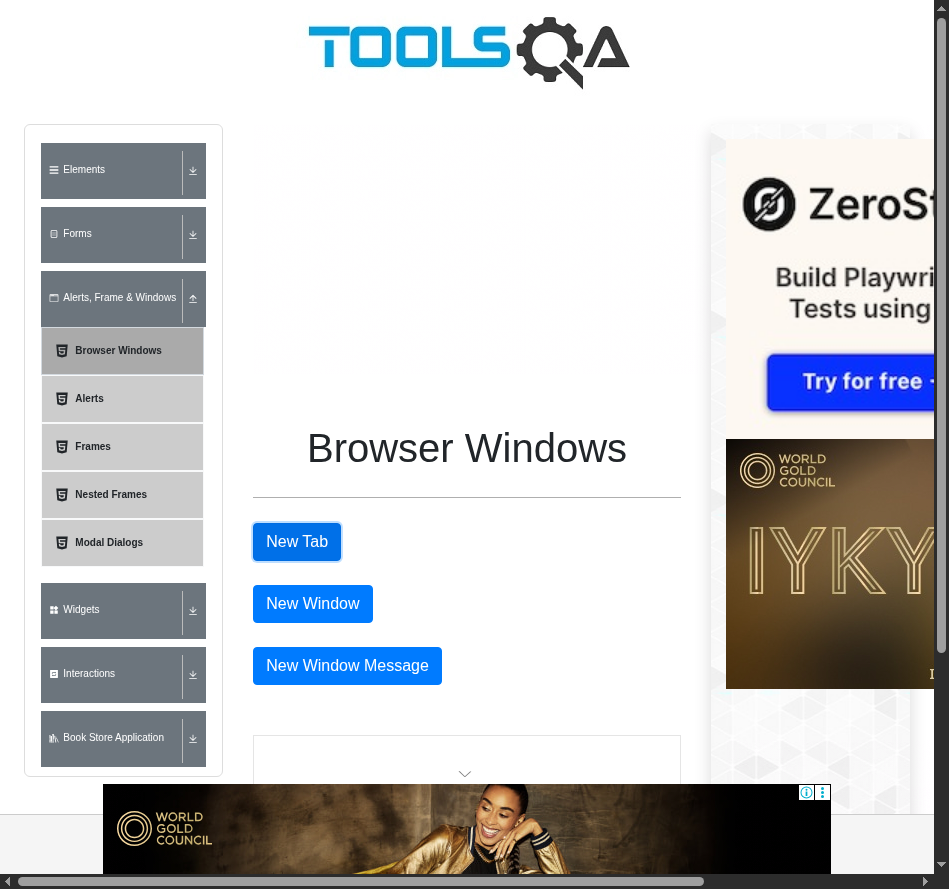 TOOLSQA
Elements
Forms
Alerts, Frame & Windows
Browser Windows
Alerts
Frames
Nested Frames
Modal Dialogs
Widgets
Interactions
Book Store Application
Browser Windows
New Tab
New Window
New Window Message
ZeroSt
Build Playwri
Tests using
Try for free
WORLD
GOLD
COUNCIL
IYKY
WORLD
GOLD
COUNCIL